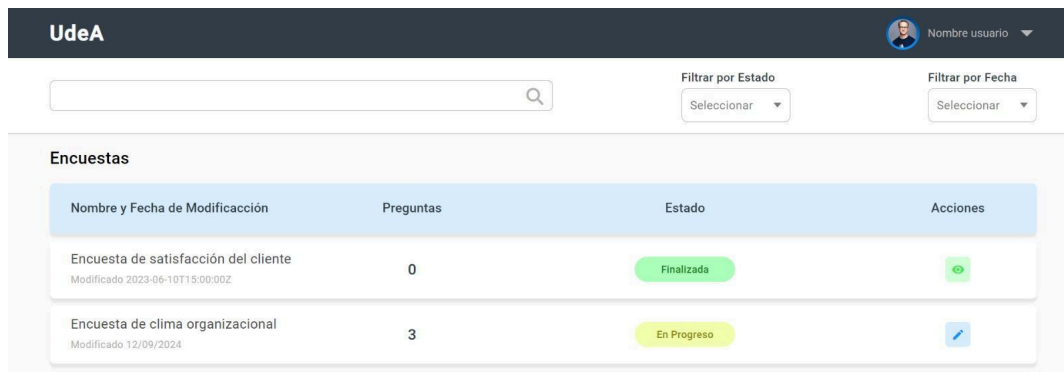 UdeA
Nombre usuario
Filtrar por Estado
Filtrar por Fecha
Seleccionar
Seleccionar
Encuestas
Nombre y Fecha de Modificacción
Preguntas
Estado
Acciones
Encuesta de satisfacción del cliente
Modificado 2023-06-10T15:00:00Z
0
Finalizada
Encuesta de clima organizacional
Modificado 12/09/2024
3
En Progreso